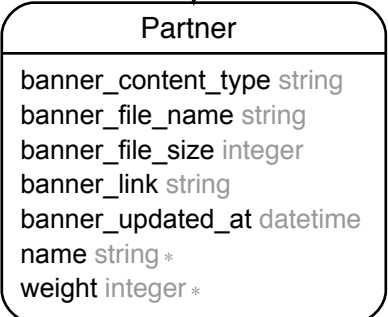 Partner
banner_content_type string
banner_file_name string
banner_file_size integer
banner_link string
banner_updated_at datetime
name string *
weight integer *